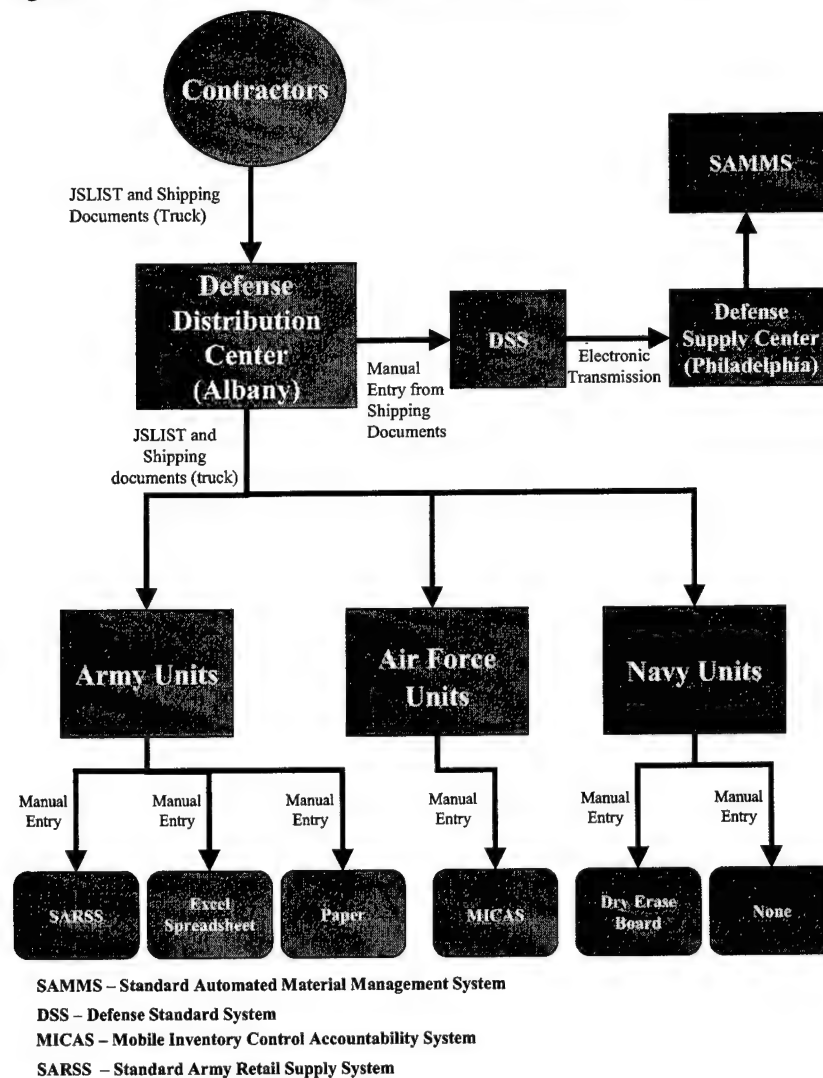 Contractors
SAMMS
JSLIST and Shipping
Documents (Truck)
Defense
Distribution
Center
(Albany)
DSS
Defense
Supply Center
(Philadelphia)
Manual
Entry from
Shipping
Documents
Electronic
Transmission
JSLIST and
Shipping
documents (truck)
Army Units
Air Force
Units
Navy Units
Manual
Entry
Manual
Entry
Manual
Entry
Manual
Entry
Manual
Entry
Manual
Entry
SARSS
Excel
Spreadsheet
Paper
MICAS
Dry Erase
Board
None
SAMMS – Standard Automated Material Management System
DSS – Defense Standard System
MICAS – Mobile Inventory Control Accountability System
SARSS – Standard Army Retail Supply System